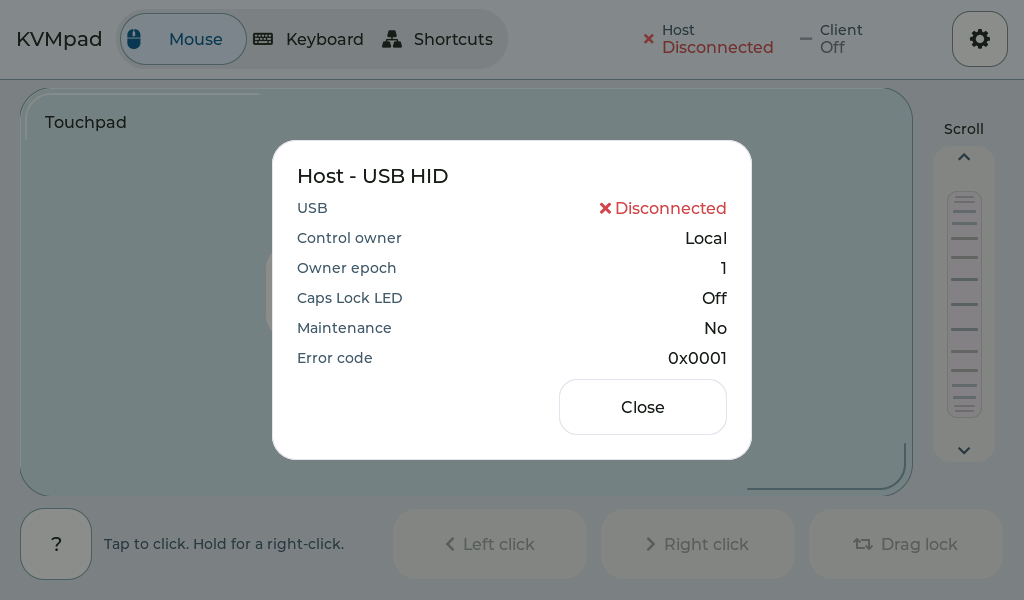 KVMpad
Mouse
Keyboard
Shortcuts
Host
Disconnected
Client
Off
Touchpad
Scroll
Host - USB HID
USB
Disconnected
Control owner
Local
Owner epoch
1
Caps Lock LED
Off
Maintenance
No
Error code
0x0001
Close
?
Tap to click. Hold for a right-click.
Left click
Right click
Drag lock